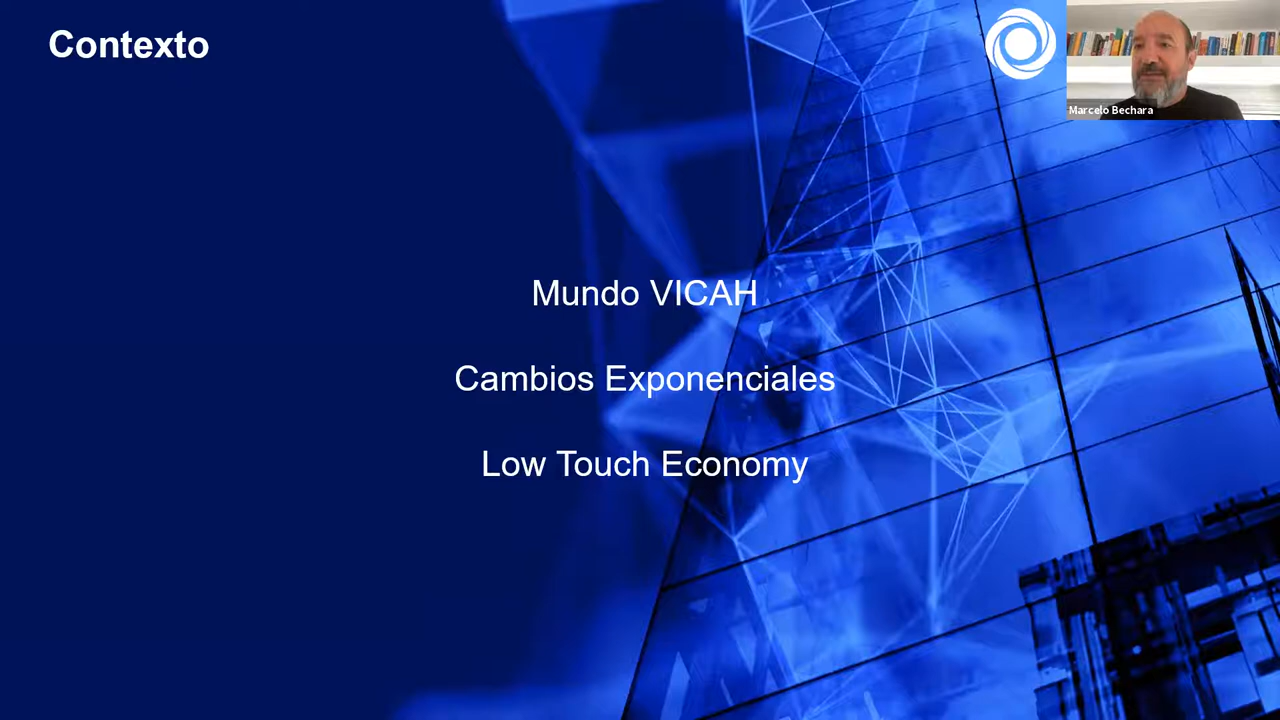 Contexto
Marcelo Bechara
Mundo VICAH
Cambios Exponenciales
Low Touch Economy